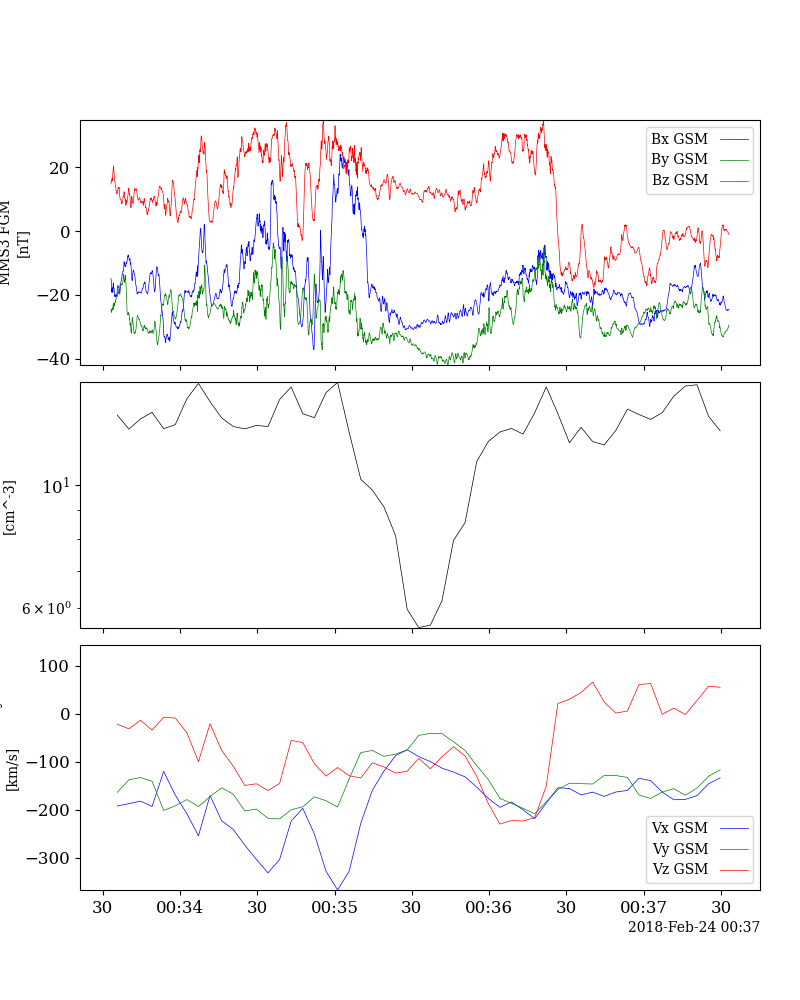 MMS3 FGM
[nT]
20
0
−20
−40
Bx GSM
By GSM
Bz GSM
[cm^-3]
10^1
6 × 10^0
[km/s]
100
0
−100
−200
−300
Vx GSM
Vy GSM
Vz GSM
30 00:34 30 00:35 30 00:36 30 00:37 30
2018-Feb-24 00:37